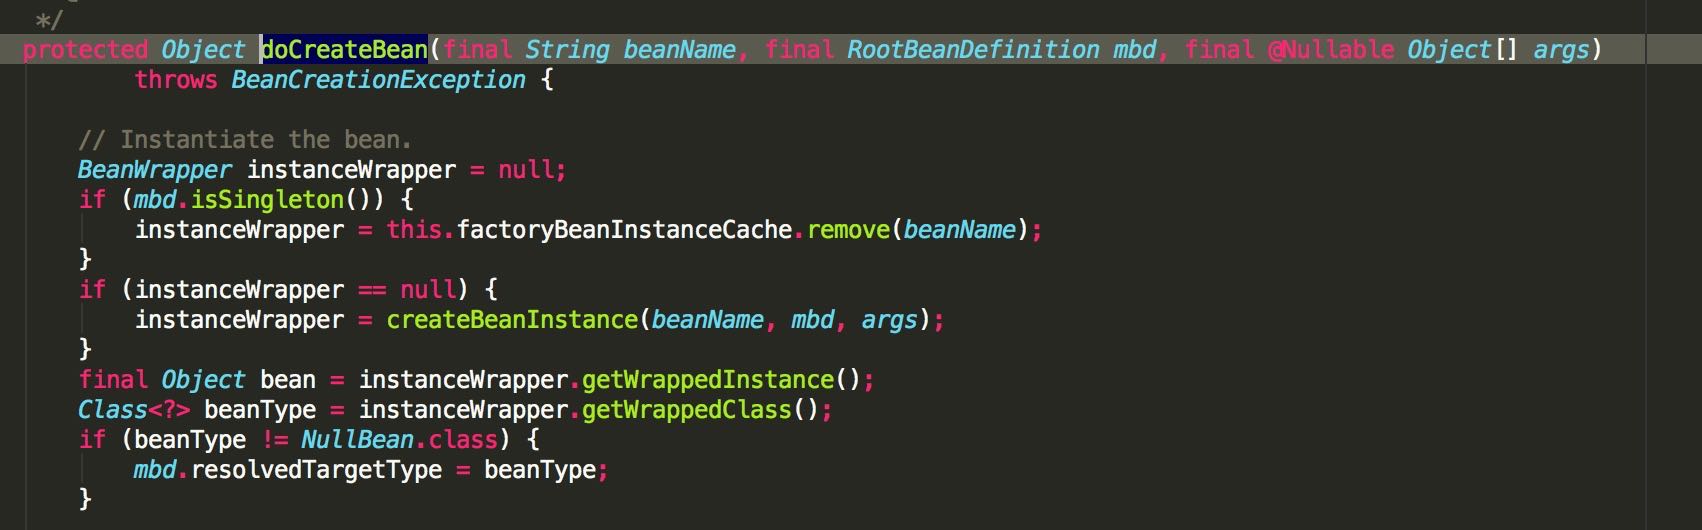 */
protected Object doCreateBean(final String beanName, final RootBeanDefinition mbd, final @Nullable Object[] args)
throws BeanCreationException {
// Instantiate the bean.
BeanWrapper instanceWrapper = null;
if (mbd.isSingleton()) {
instanceWrapper = this.factoryBeanInstanceCache.remove(beanName);
}
if (instanceWrapper == null) {
instanceWrapper = createBeanInstance(beanName, mbd, args);
}
final Object bean = instanceWrapper.getWrappedInstance();
Class<?> beanType = instanceWrapper.getWrappedClass();
if (beanType != NullBean.class) {
mbd.resolvedTargetType = beanType;
}